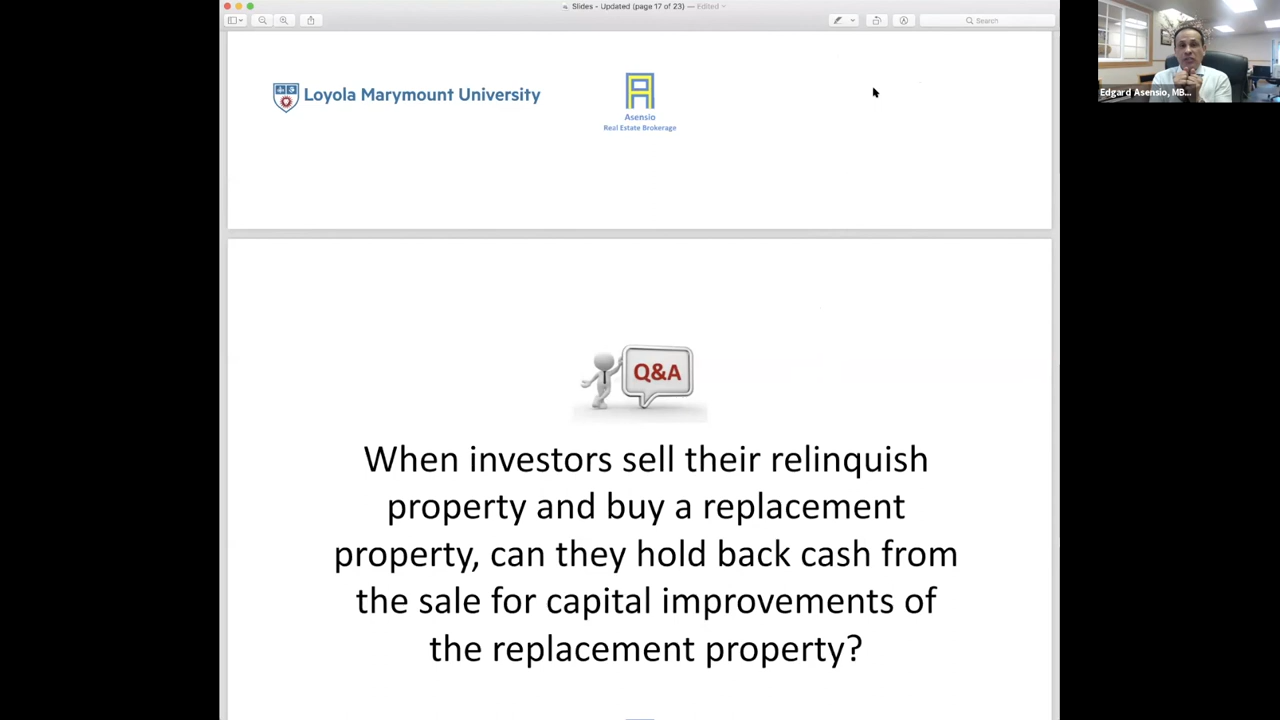 Slides - Updated (page 17 of 23) — Edited
Search
Loyola Marymount University
Asensio
Real Estate Brokerage
Edgard Asensio, MB...
Q&A
When investors sell their relinquish
property and buy a replacement
property, can they hold back cash from
the sale for capital improvements of
the replacement property?